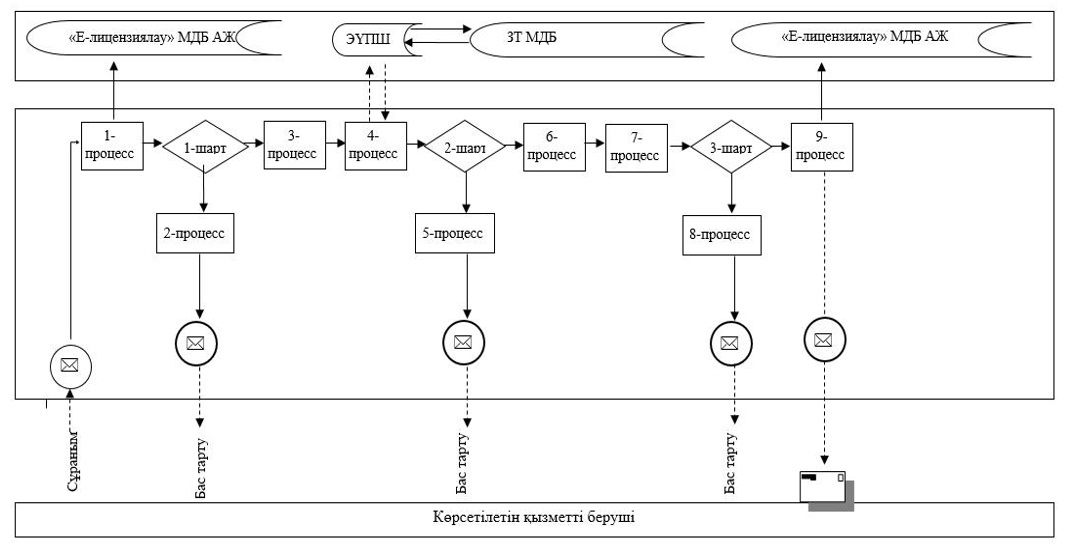 «Е-лицензиялау» МДБ АЖ
ЭҮПШ
ЗТ МДБ
«Е-лицензиялау» МДБ АЖ
1-
процесс
1-шарт
3-
процесс
4-
процесс
2-шарт
6-
процесс
7-
процесс
3-шарт
9-
процесс
2-процесс
5-процесс
8-процесс
Сұраным
Бас тарту
Бас тарту
Бас тарту
Көрсетілетін қызметті беруші